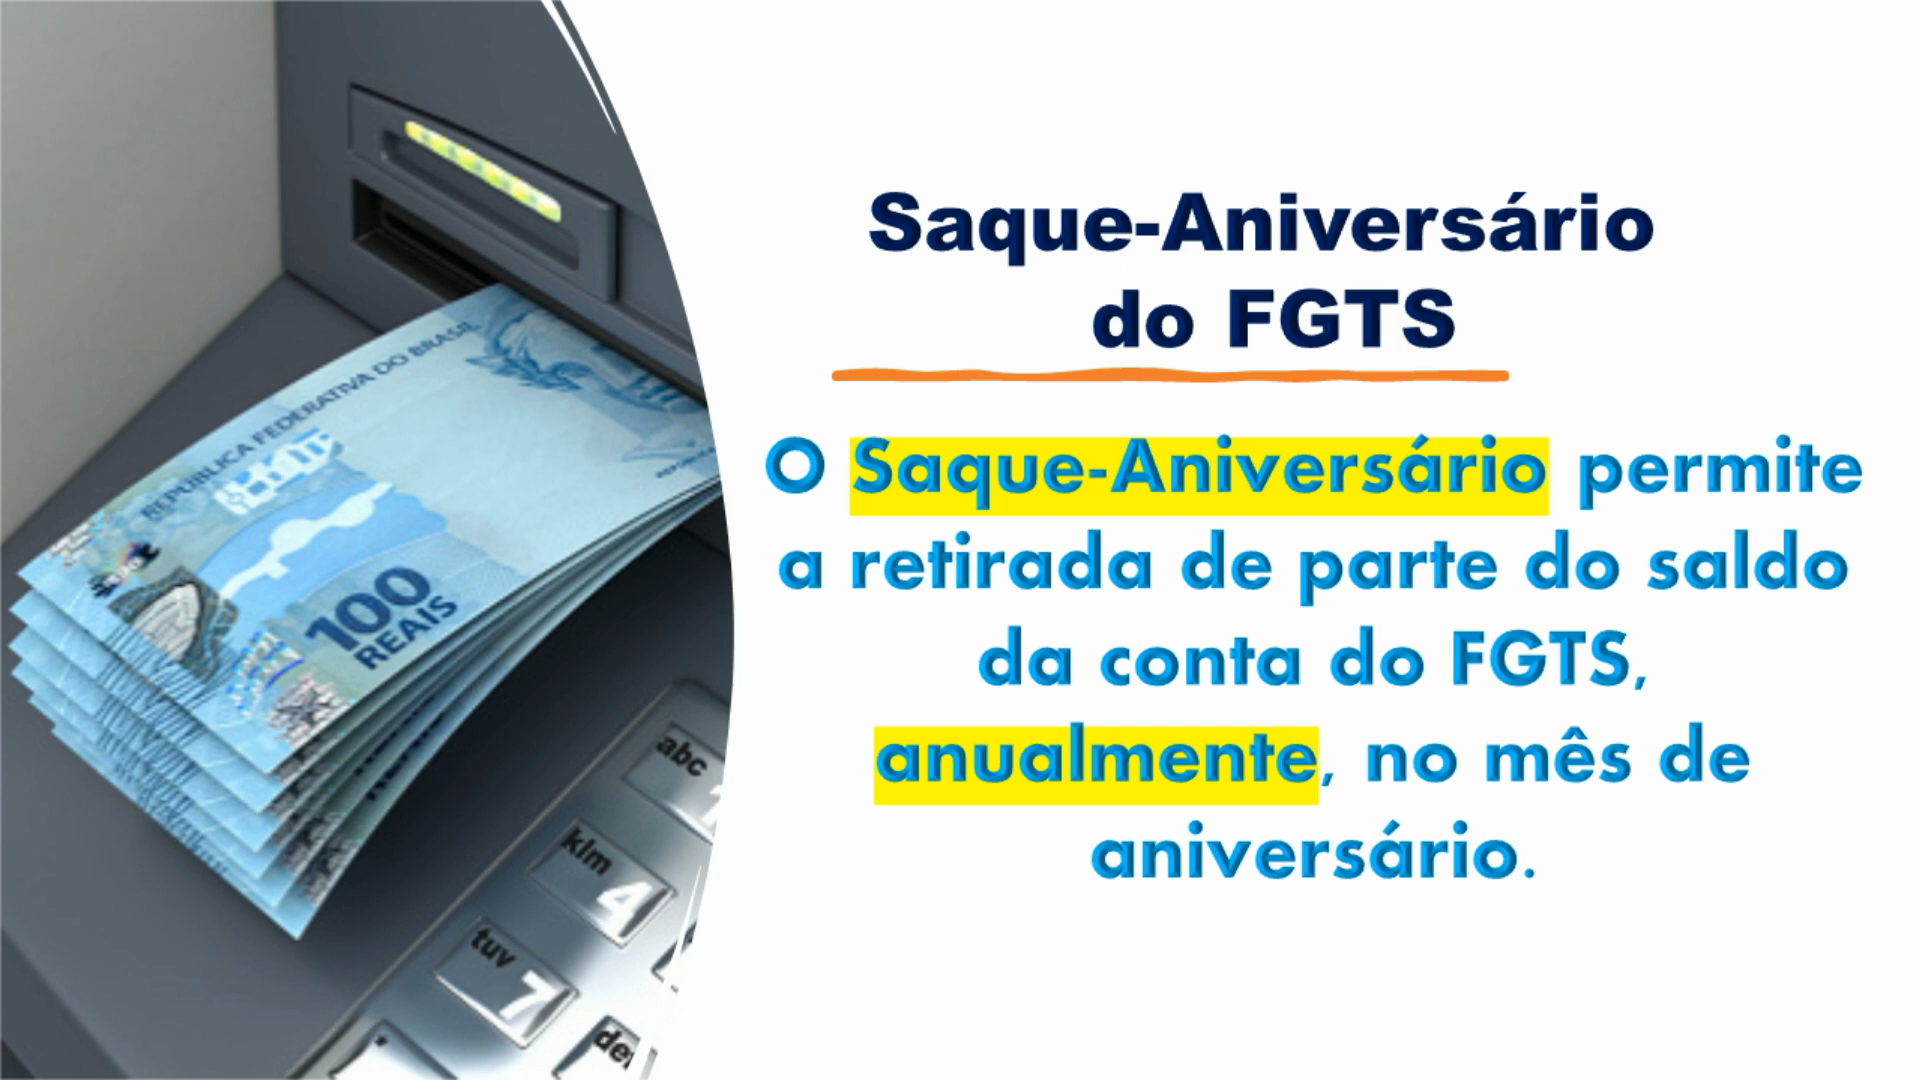 Saque-Aniversário
do FGTS
O Saque-Aniversário permite
a retirada de parte do saldo
da conta do FGTS,
anualmente, no mês de
aniversário.
REPÚBLICA FEDERATIVA DO BRASIL
100
REAIS
abc
klm
4
tuv
7
*